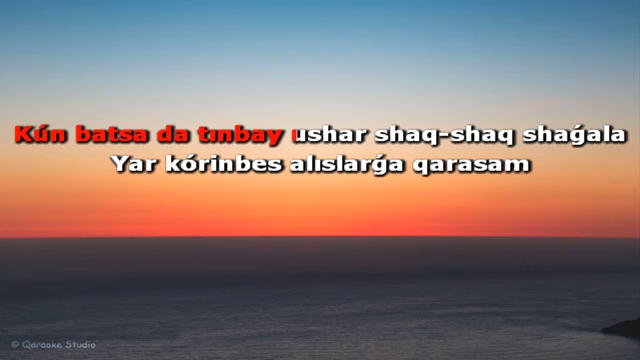 Kún batsa da tınbay ushar shaq-shaq shaǵala
Yar kórinbes alıslarǵa qarasam
© Qaraoke Studio